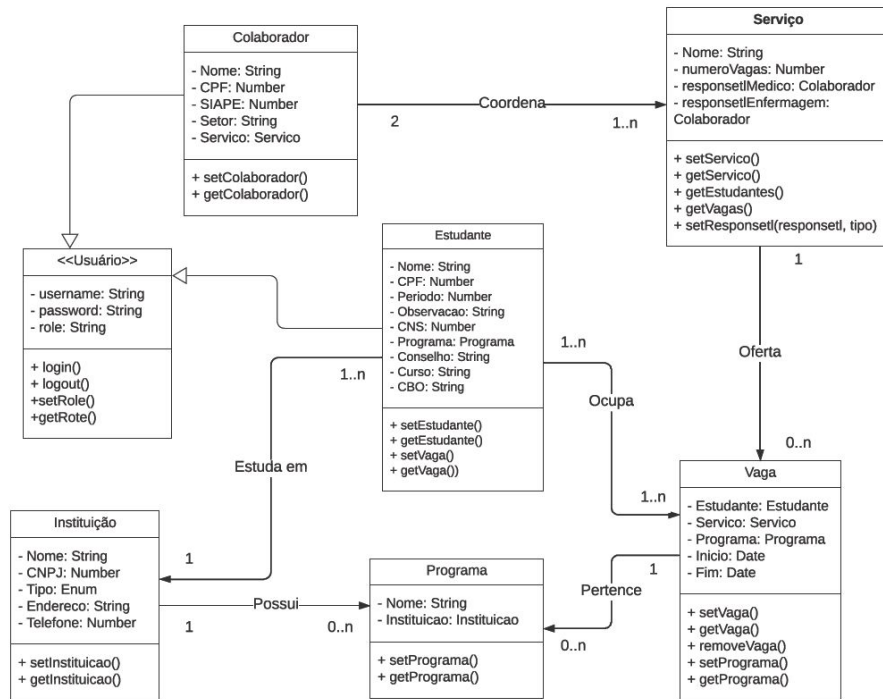 Colaborador
- Nome: String
- CPF: Number
- SIAPE: Number
- Setor: String
- Servico: Servico
+ setColaborador()
+ getColaborador()
Coordena
2
1..n
Serviço
- Nome: String
- numeroVagas: Number
- responsetlMedico: Colaborador
- responsetlEnfermagem:
Colaborador
+ setServico()
+ getServico()
+ getEstudantes()
+ getVagas()
+ setResponsetl(responsetl, tipo)
1
Oferta
0..n
<<Usuário>>
- username: String
- password: String
- role: String
+ login()
+ logout()
+setRole()
+getRote()
Estudante
- Nome: String
- CPF: Number
- Periodo: Number
- Observacao: String
- CNS: Number
- Programa: Programa
- Conselho: String
- Curso: String
- CBO: String
+ setEstudante()
+ getEstudante()
+ setVaga()
+ getVaga())
1..n
Estuda em
1
1..n
Ocupa
1..n
Vaga
- Estudante: Estudante
- Servico: Servico
- Programa: Programa
- Inicio: Date
- Fim: Date
+ setVaga()
+ getVaga()
+ removeVaga()
+ setPrograma()
+ getPrograma()
1
Pertence
0..n
Instituição
- Nome: String
- CNPJ: Number
- Tipo: Enum
- Endereco: String
- Telefone: Number
+ setInstituicao()
+ getInstituicao()
Possui
1
0..n
Programa
- Nome: String
- Instituicao: Instituicao
+ setPrograma()
+ getPrograma()